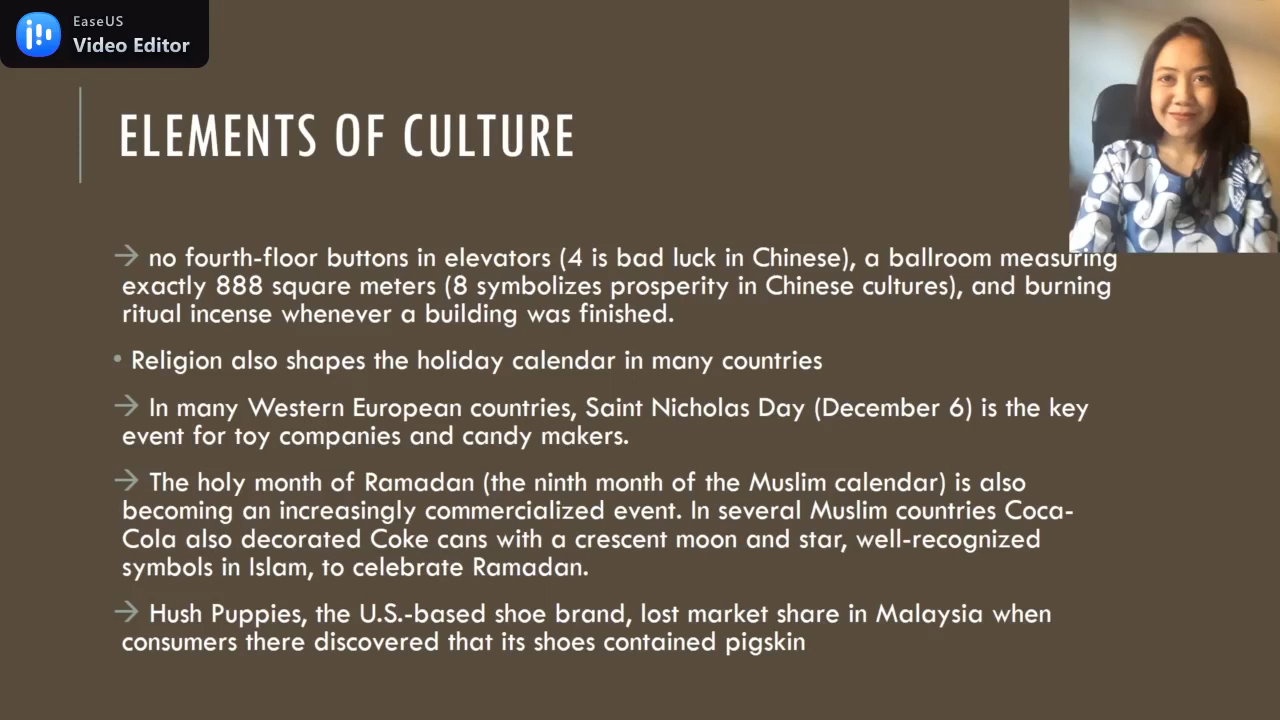 EaseUS
Video Editor
ELEMENTS OF CULTURE
→ no fourth-floor buttons in elevators (4 is bad luck in Chinese), a ballroom measuring
exactly 888 square meters (8 symbolizes prosperity in Chinese cultures), and burning
ritual incense whenever a building was finished.
• Religion also shapes the holiday calendar in many countries
→ In many Western European countries, Saint Nicholas Day (December 6) is the key
event for toy companies and candy makers.
→ The holy month of Ramadan (the ninth month of the Muslim calendar) is also
becoming an increasingly commercialized event. In several Muslim countries Coca-
Cola also decorated Coke cans with a crescent moon and star, well-recognized
symbols in Islam, to celebrate Ramadan.
→ Hush Puppies, the U.S.-based shoe brand, lost market share in Malaysia when
consumers there discovered that its shoes contained pigskin